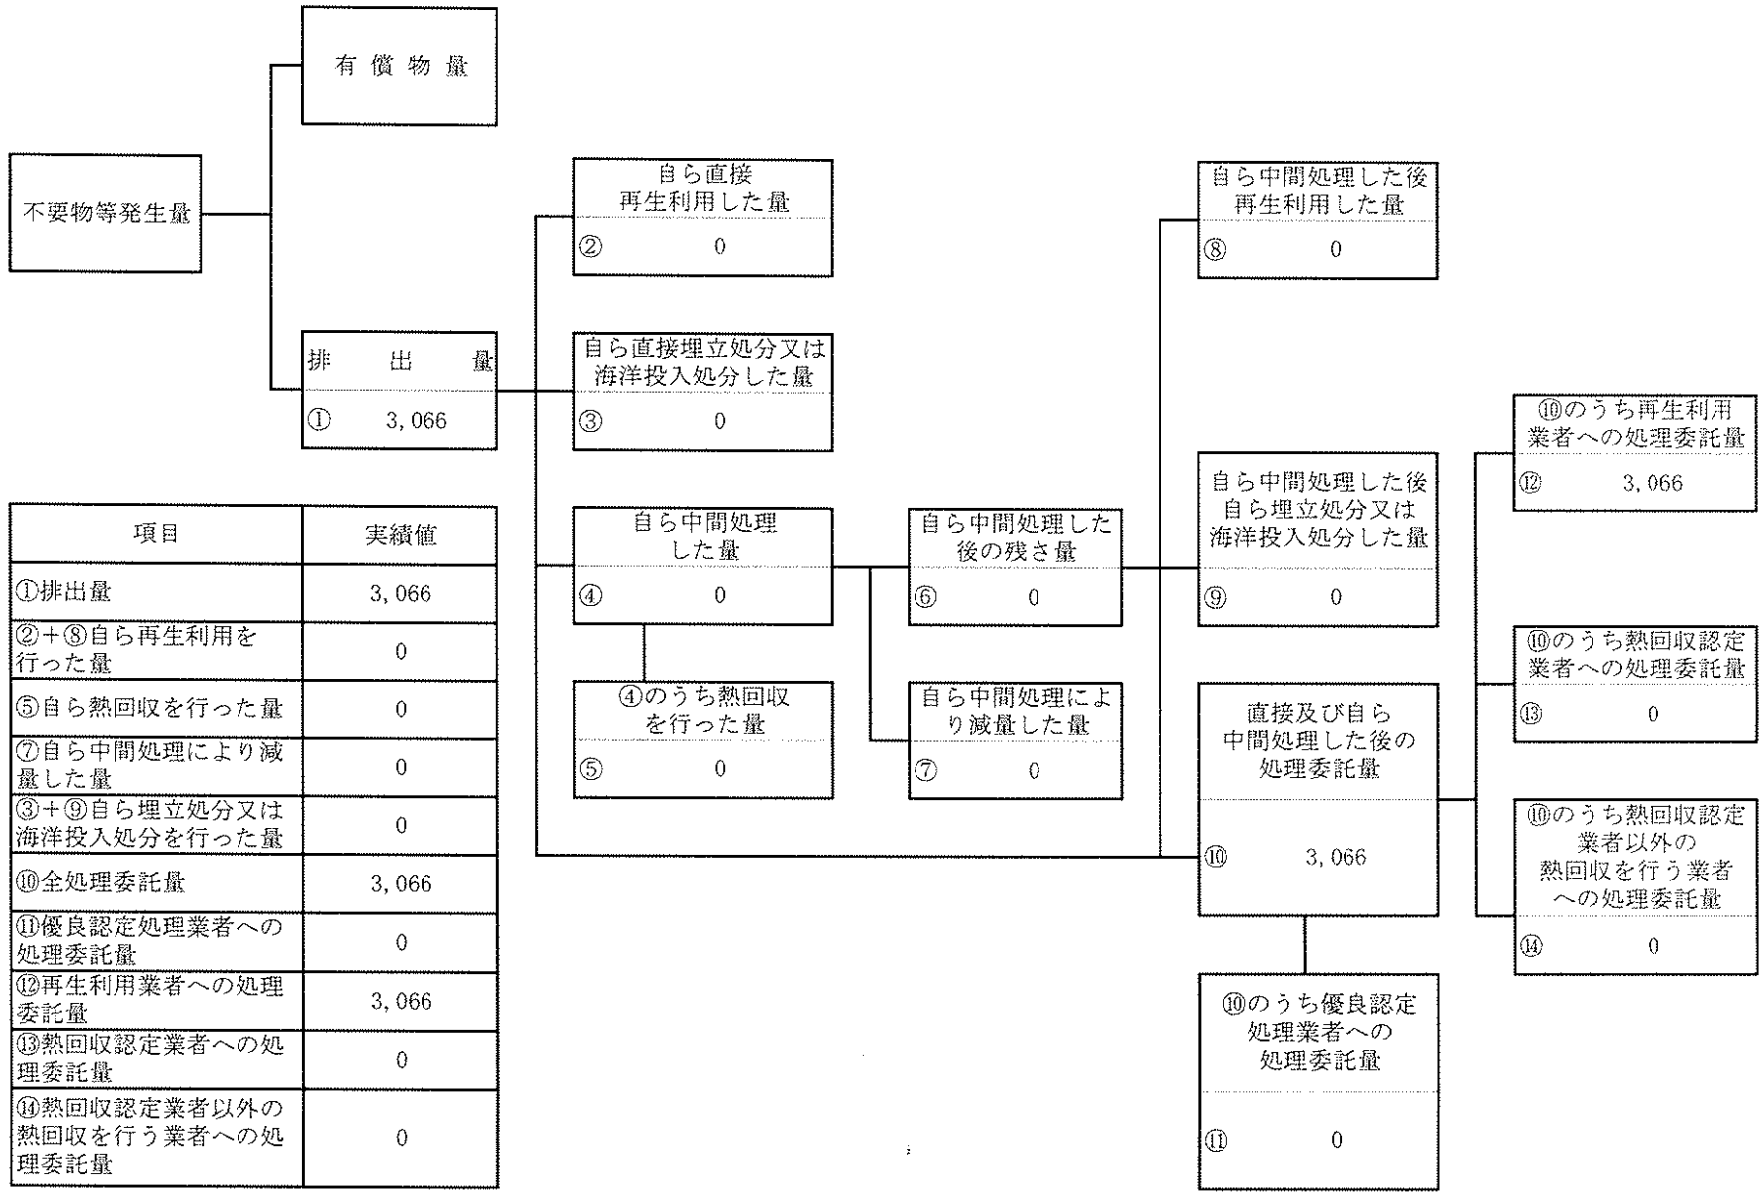 有償物量
不要物等発生量
排出量
① 3,066
自ら直接
再生利用した量
② 0
自ら直接埋立処分又は
海洋投入処分した量
③ 0
自ら中間処理
した量
④ 0
④のうち熱回収
を行った量
⑤ 0
自ら中間処理した
後の残さ量
⑥ 0
自ら中間処理によ
り減量した量
⑦ 0
自ら中間処理した後
再生利用した量
⑧ 0
自ら中間処理した後
自ら埋立処分又は
海洋投入処分した量
⑨ 0
直接及び自ら
中間処理した後の
処理委託量
⑩ 3,066
⑩のうち優良認定
処理業者への
処理委託量
⑪ 0
⑩のうち再生利用
業者への処理委託量
⑫ 3,066
⑩のうち熱回収認定
業者への処理委託量
⑬ 0
⑩のうち熱回収認定
業者以外の
熱回収を行う業者
への処理委託量
⑭ 0
項目 実績値
①排出量 3,066
②+⑧自ら再生利用を
行った量 0
⑤自ら熱回収を行った量 0
⑦自ら中間処理により減
量した量 0
③+⑨自ら埋立処分又は
海洋投入処分を行った量 0
⑩全処理委託量 3,066
⑪優良認定処理業者への
処理委託量 0
⑫再生利用業者への処理
委託量 3,066
⑬熱回収認定業者への処
理委託量 0
⑭熱回収認定業者以外の
熱回収を行う業者への処
理委託量 0